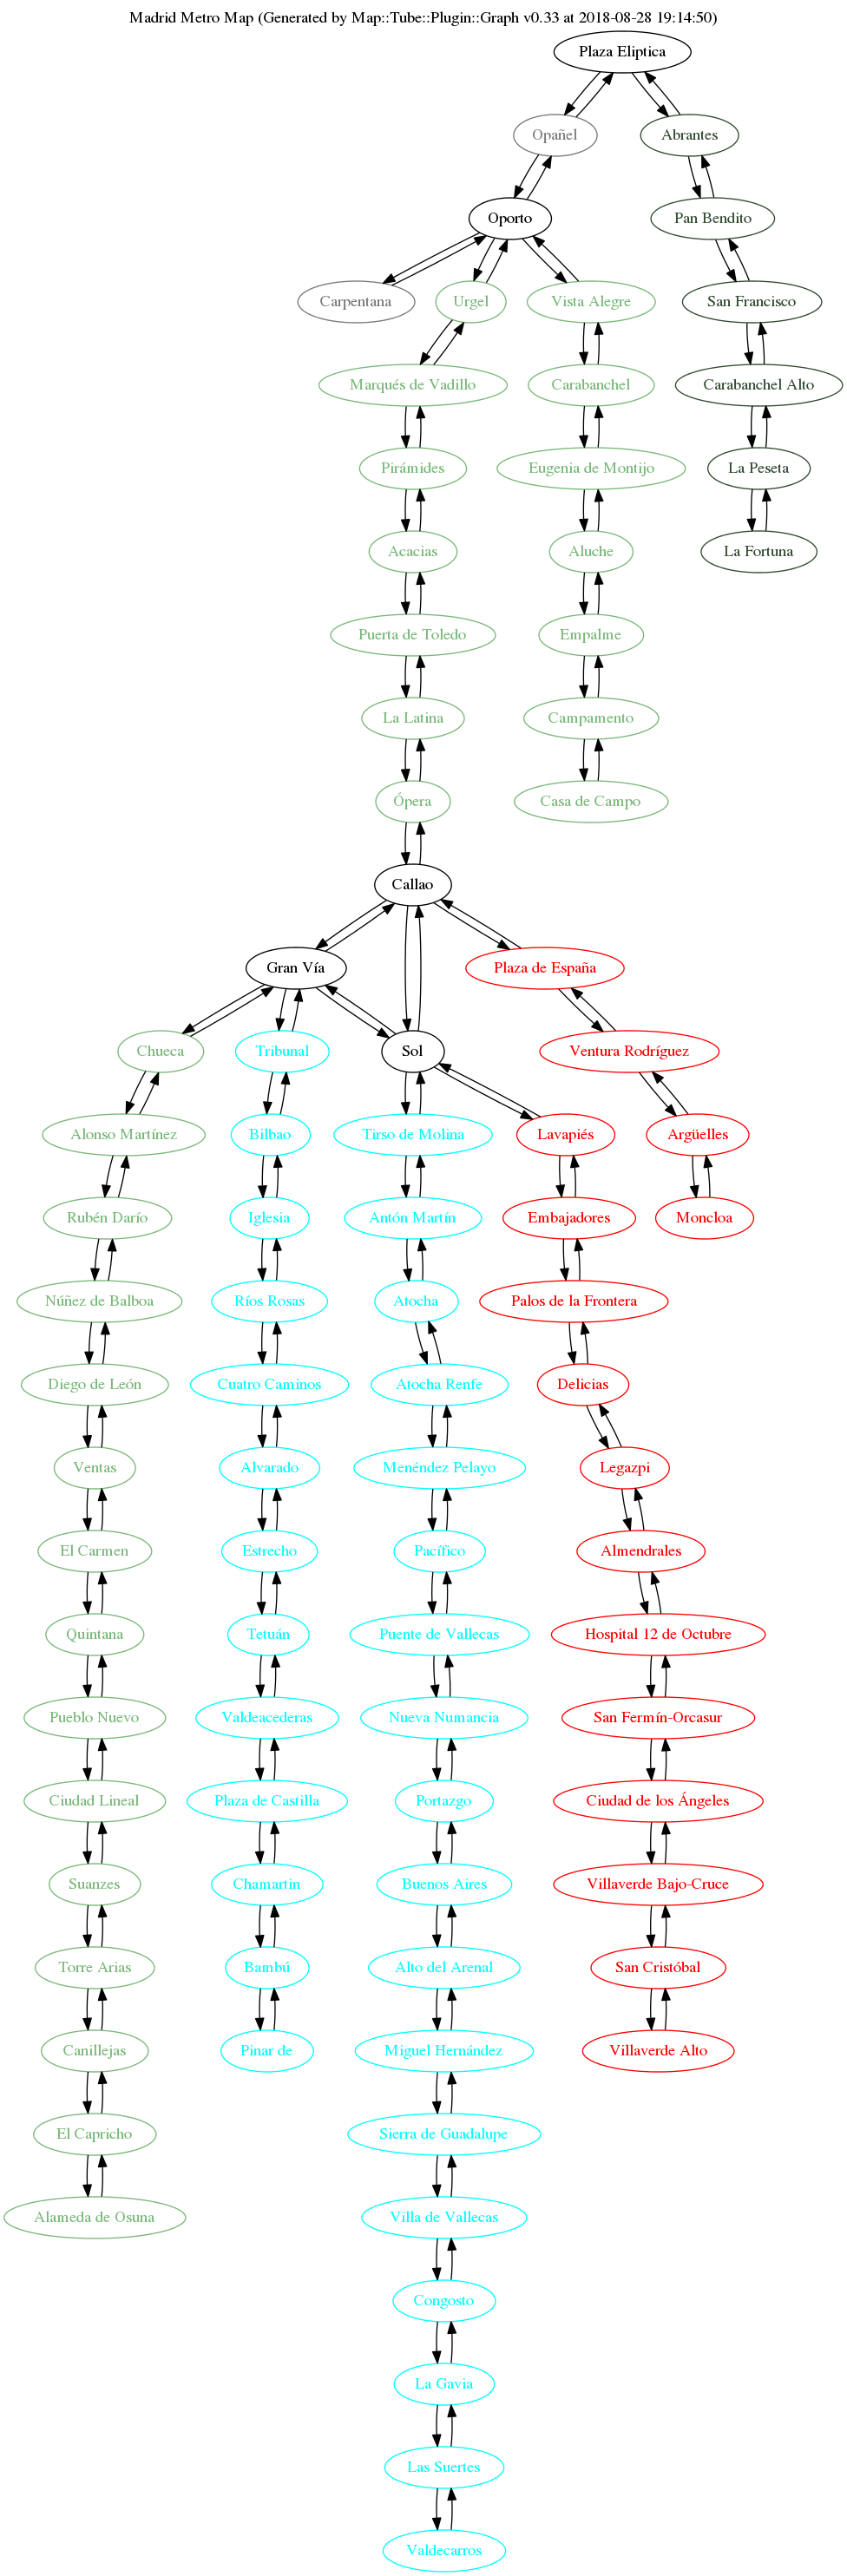 Madrid Metro Map (Generated by Map::Tube::Plugin::Graph v0.33 at 2018-08-28 19:14:50)
Plaza Eliptica
Opañel
Abrantes
Oporto
Pan Bendito
Carpentana
Urgel
Vista Alegre
San Francisco
Marqués de Vadillo
Carabanchel
Carabanchel Alto
Pirámides
Eugenia de Montijo
La Peseta
Acacias
Aluche
La Fortuna
Puerta de Toledo
Empalme
La Latina
Campamento
Ópera
Casa de Campo
Callao
Gran Vía
Plaza de España
Chueca
Tribunal
Sol
Ventura Rodríguez
Alonso Martínez
Bilbao
Tirso de Molina
Lavapiés
Argüelles
Rubén Darío
Iglesia
Antón Martín
Embajadores
Moncloa
Núñez de Balboa
Ríos Rosas
Atocha
Palos de la Frontera
Diego de León
Cuatro Caminos
Atocha Renfe
Delicias
Ventas
Alvarado
Menéndez Pelayo
Legazpi
El Carmen
Estrecho
Pacífico
Almendrales
Quintana
Tetuán
Puente de Vallecas
Hospital 12 de Octubre
Pueblo Nuevo
Valdeacederas
Nueva Numancia
San Fermín-Orcasur
Ciudad Lineal
Plaza de Castilla
Portazgo
Ciudad de los Ángeles
Suanzes
Chamartin
Buenos Aires
Villaverde Bajo-Cruce
Torre Arias
Bambú
Alto del Arenal
San Cristóbal
Canillejas
Pinar de
Miguel Hernández
Villaverde Alto
El Capricho
Sierra de Guadalupe
Alameda de Osuna
Villa de Vallecas
Congosto
La Gavia
Las Suertes
Valdecarros